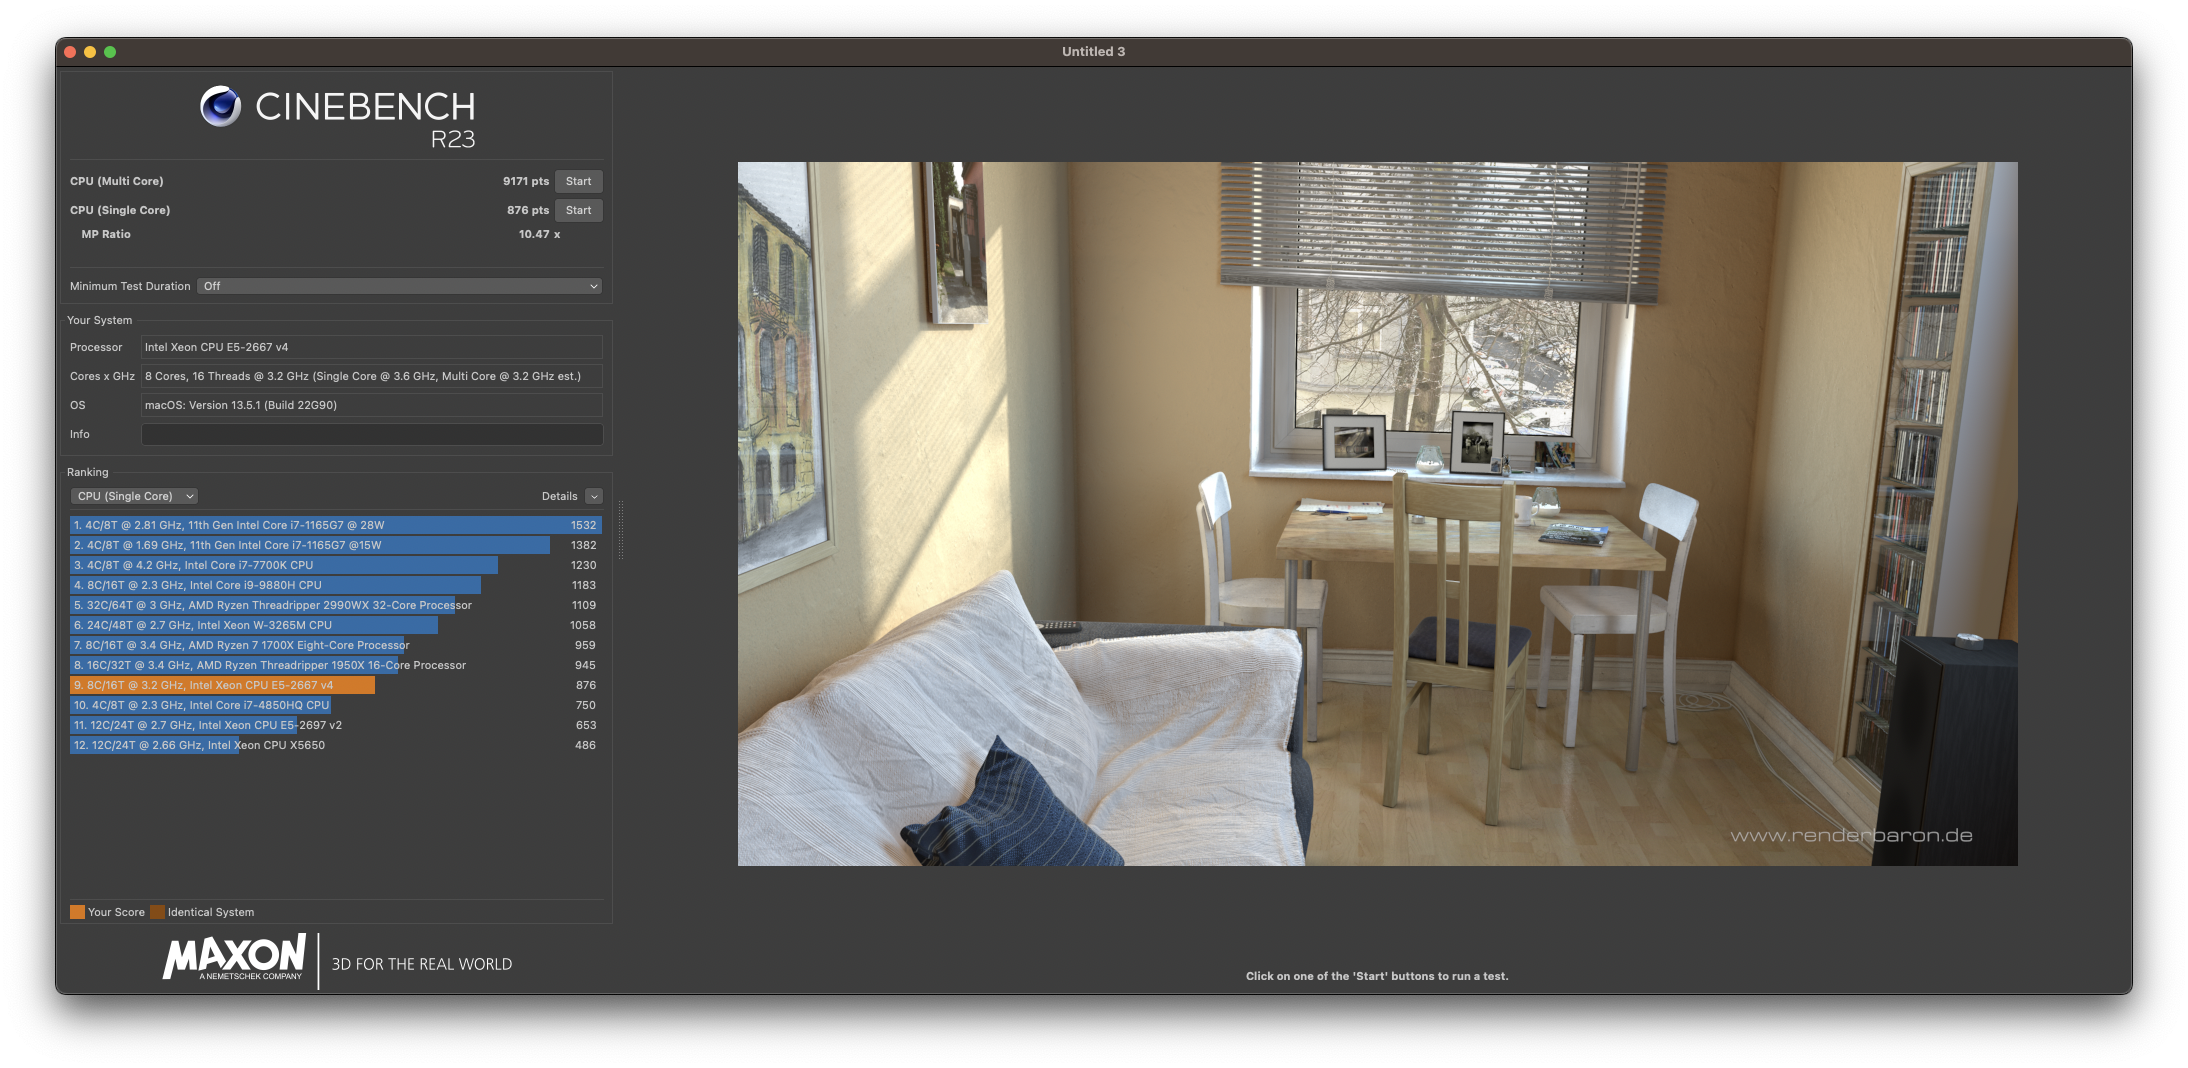 Untitled 3
CINEBENCH
R23
CPU (Multi Core) 9171 pts Start
CPU (Single Core) 876 pts Start
MP Ratio 10.47 x
Minimum Test Duration Off
Your System
Processor Intel Xeon CPU E5-2667 v4
Cores x GHz 8 Cores, 16 Threads @ 3.2 GHz (Single Core @ 3.6 GHz, Multi Core @ 3.2 GHz est.)
OS macOS: Version 13.5.1 (Build 22G90)
Info
Ranking
CPU (Single Core) Details
1. 4C/8T @ 2.81 GHz, 11th Gen Intel Core i7-1165G7 @ 28W 1532
2. 4C/8T @ 1.69 GHz, 11th Gen Intel Core i7-1165G7 @15W 1382
3. 4C/8T @ 4.2 GHz, Intel Core i7-7700K CPU 1230
4. 8C/16T @ 2.3 GHz, Intel Core i9-9880H CPU 1183
5. 32C/64T @ 3 GHz, AMD Ryzen Threadripper 2990WX 32-Core Processor 1109
6. 24C/48T @ 2.7 GHz, Intel Xeon W-3265M CPU 1058
7. 8C/16T @ 3.4 GHz, AMD Ryzen 7 1700X Eight-Core Processor 959
8. 16C/32T @ 3.4 GHz, AMD Ryzen Threadripper 1950X 16-Core Processor 945
9. 8C/16T @ 3.2 GHz, Intel Xeon CPU E5-2667 v4 876
10. 4C/8T @ 2.3 GHz, Intel Core i7-4850HQ CPU 750
11. 12C/24T @ 2.7 GHz, Intel Xeon CPU E5-2697 v2 653
12. 12C/24T @ 2.66 GHz, Intel Xeon CPU X5650 486
Your Score Identical System
MAXON
A NEMETSCHEK COMPANY
3D FOR THE REAL WORLD
www.renderbaron.de
Click on one of the 'Start' buttons to run a test.